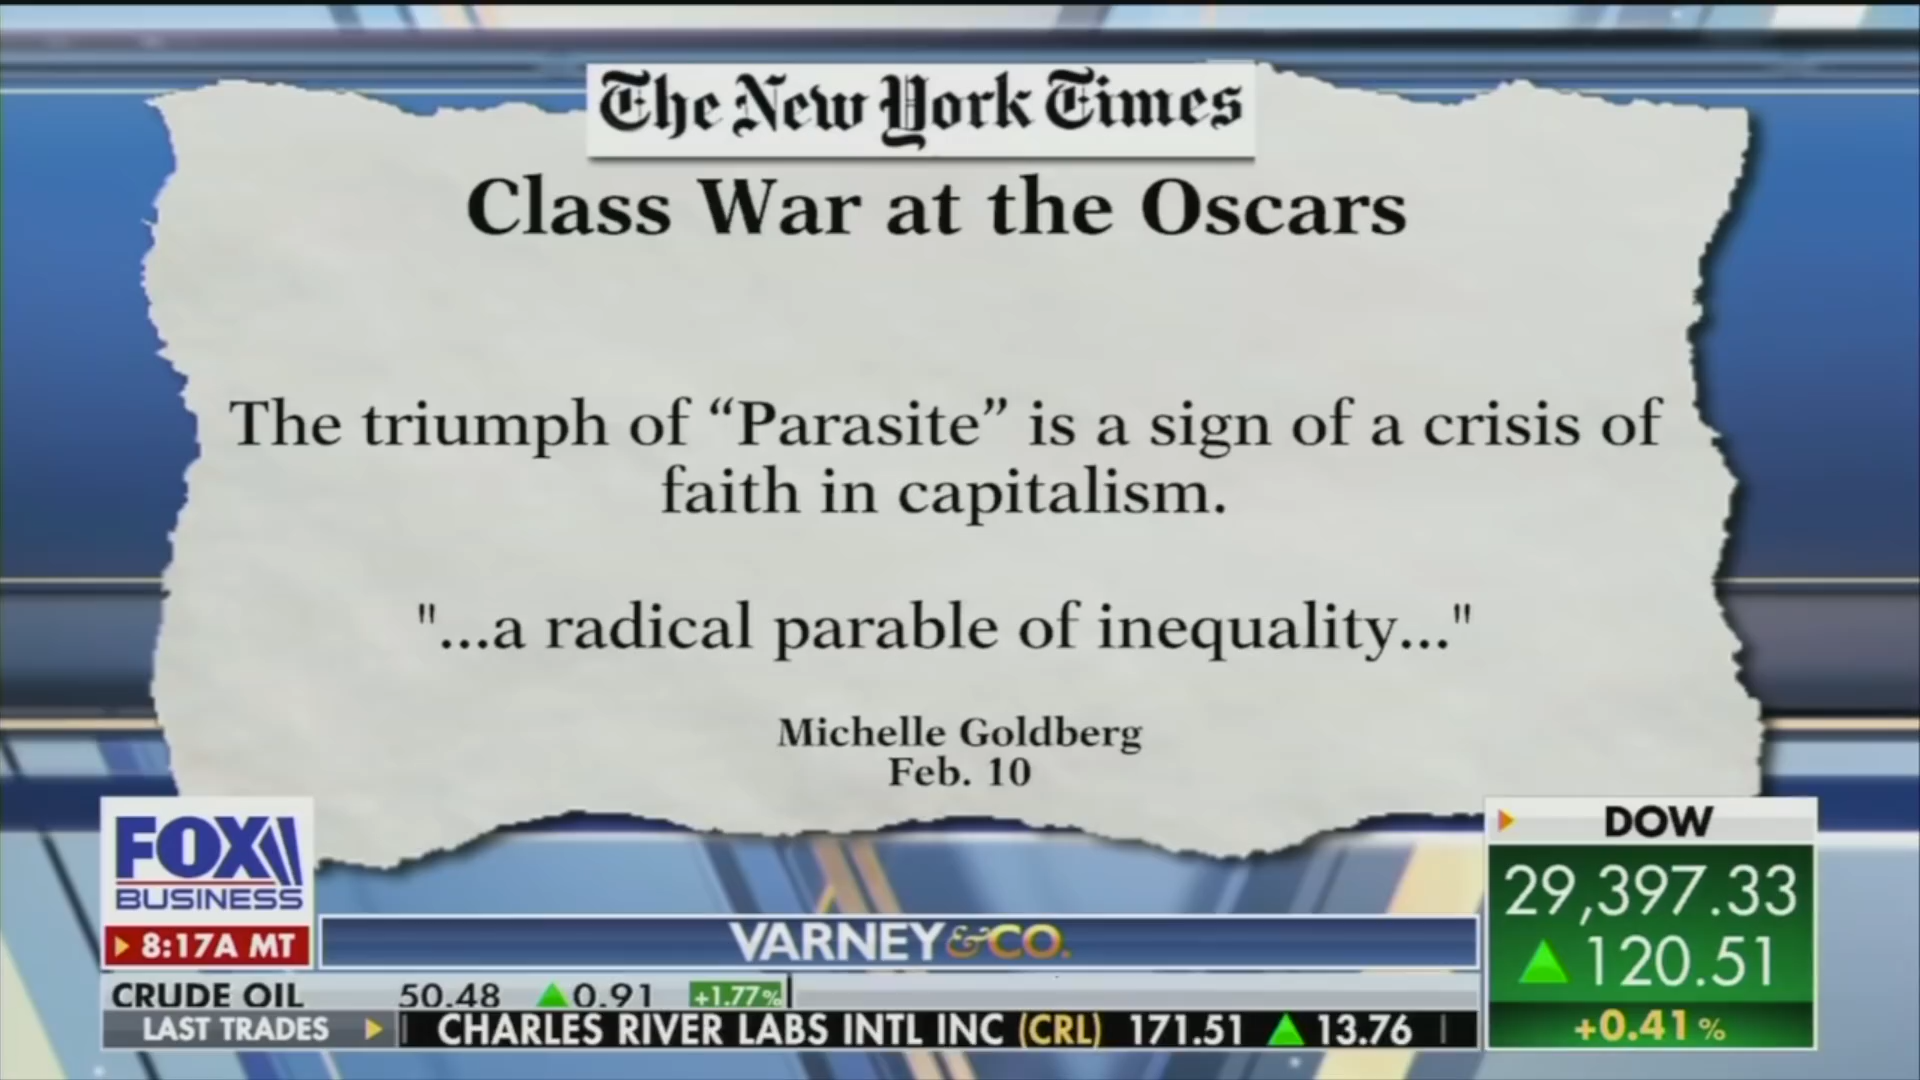 The New York Times
Class War at the Oscars
The triumph of “Parasite” is a sign of a crisis of
faith in capitalism.
"...a radical parable of inequality..."
Michelle Goldberg
Feb. 10
FOX
BUSINESS
8:17A MT
VARNEY & CO.
DOW
29,397.33
120.51
+0.41%
CRUDE OIL 50.48 0.91 +1.77%
LAST TRADES CHARLES RIVER LABS INTL INC (CRL) 171.51 13.76